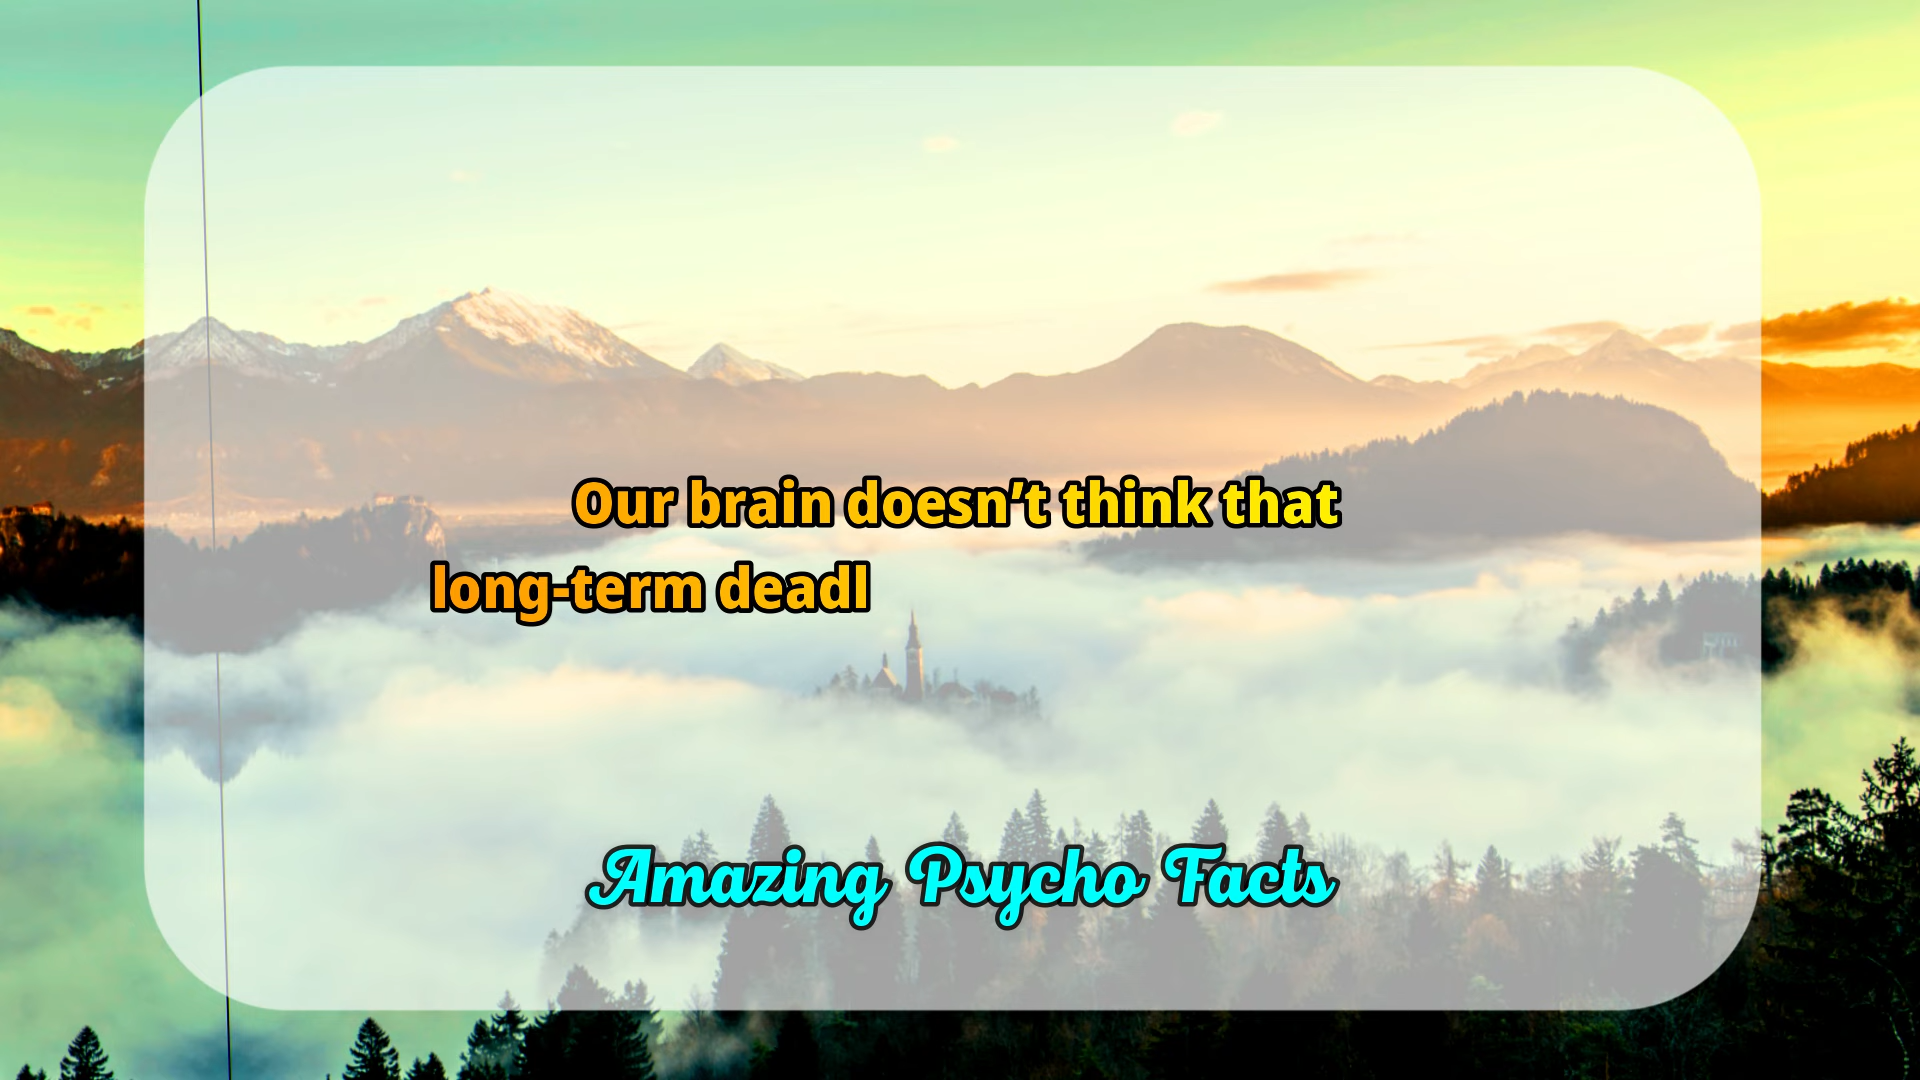 Our brain doesn’t think that
long-term deadl
Amazing Psycho Facts